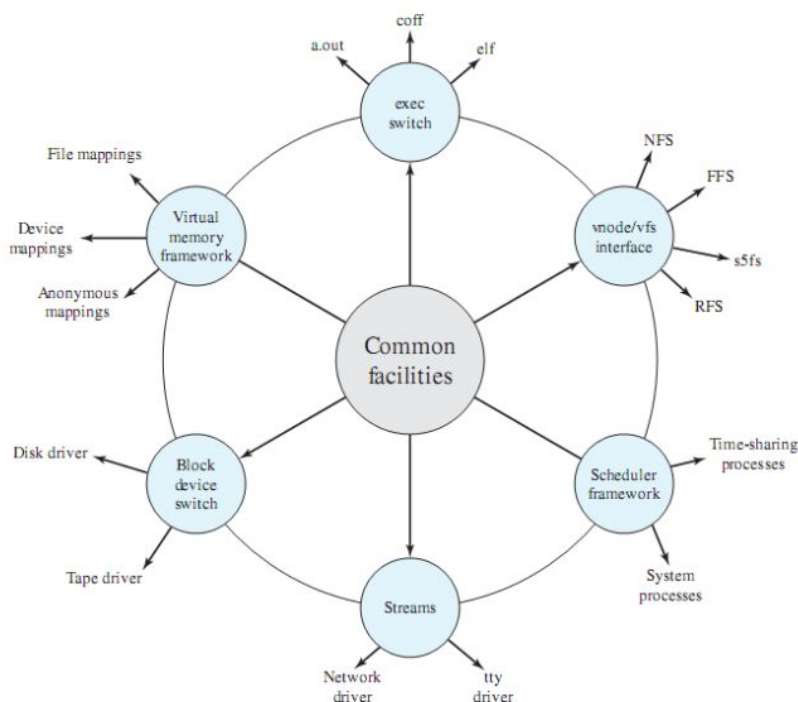 coff
a.out
elf
exec
switch
NFS
FFS
vnode/vfs
interface
s5fs
RFS
File mappings
Virtual
memory
framework
Device
mappings
Anonymous
mappings
Common
facilities
Disk driver
Block
device
switch
Tape driver
Time-sharing
processes
Scheduler
framework
System
processes
Streams
Network
driver
tty
driver